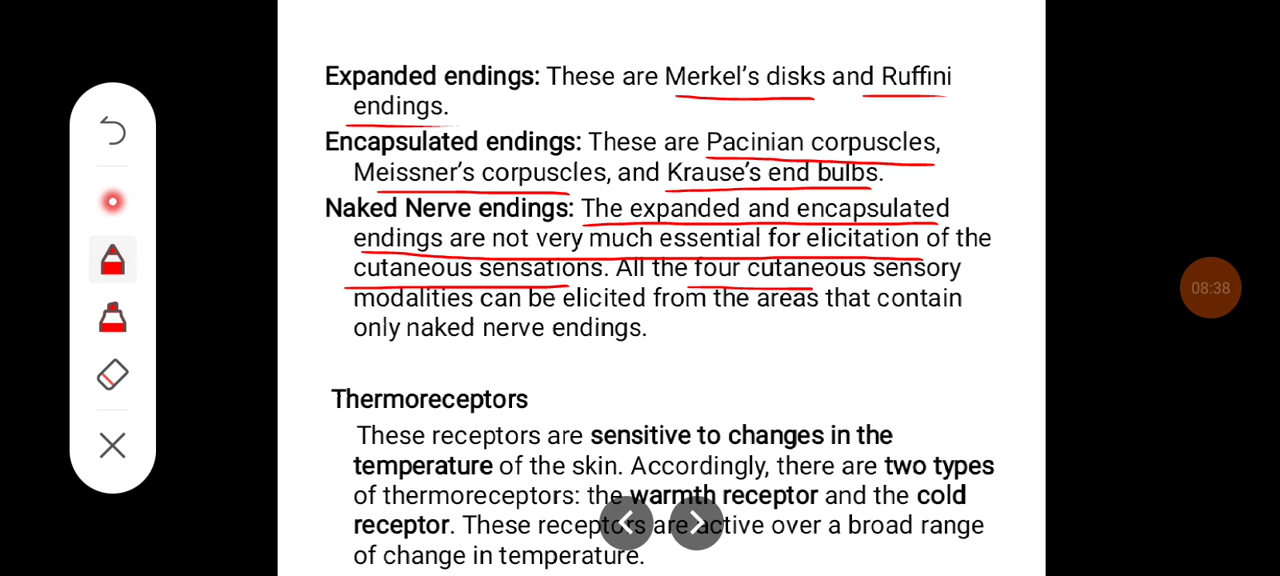 Expanded endings: These are Merkel's disks and Ruffini
endings.
Encapsulated endings: These are Pacinian corpuscles,
Meissner's corpuscles, and Krause's end bulbs.
Naked Nerve endings: The expanded and encapsulated
endings are not very much essential for elicitation of the
cutaneous sensations. All the four cutaneous sensory
modalities can be elicited from the areas that contain
only naked nerve endings.
08:38
Thermoreceptors
These receptors are sensitive to changes in the
temperature of the skin. Accordingly, there are two types
of thermoreceptors: the warmth receptor and the cold
receptor. These receptors are active over a broad range
of change in temperature.